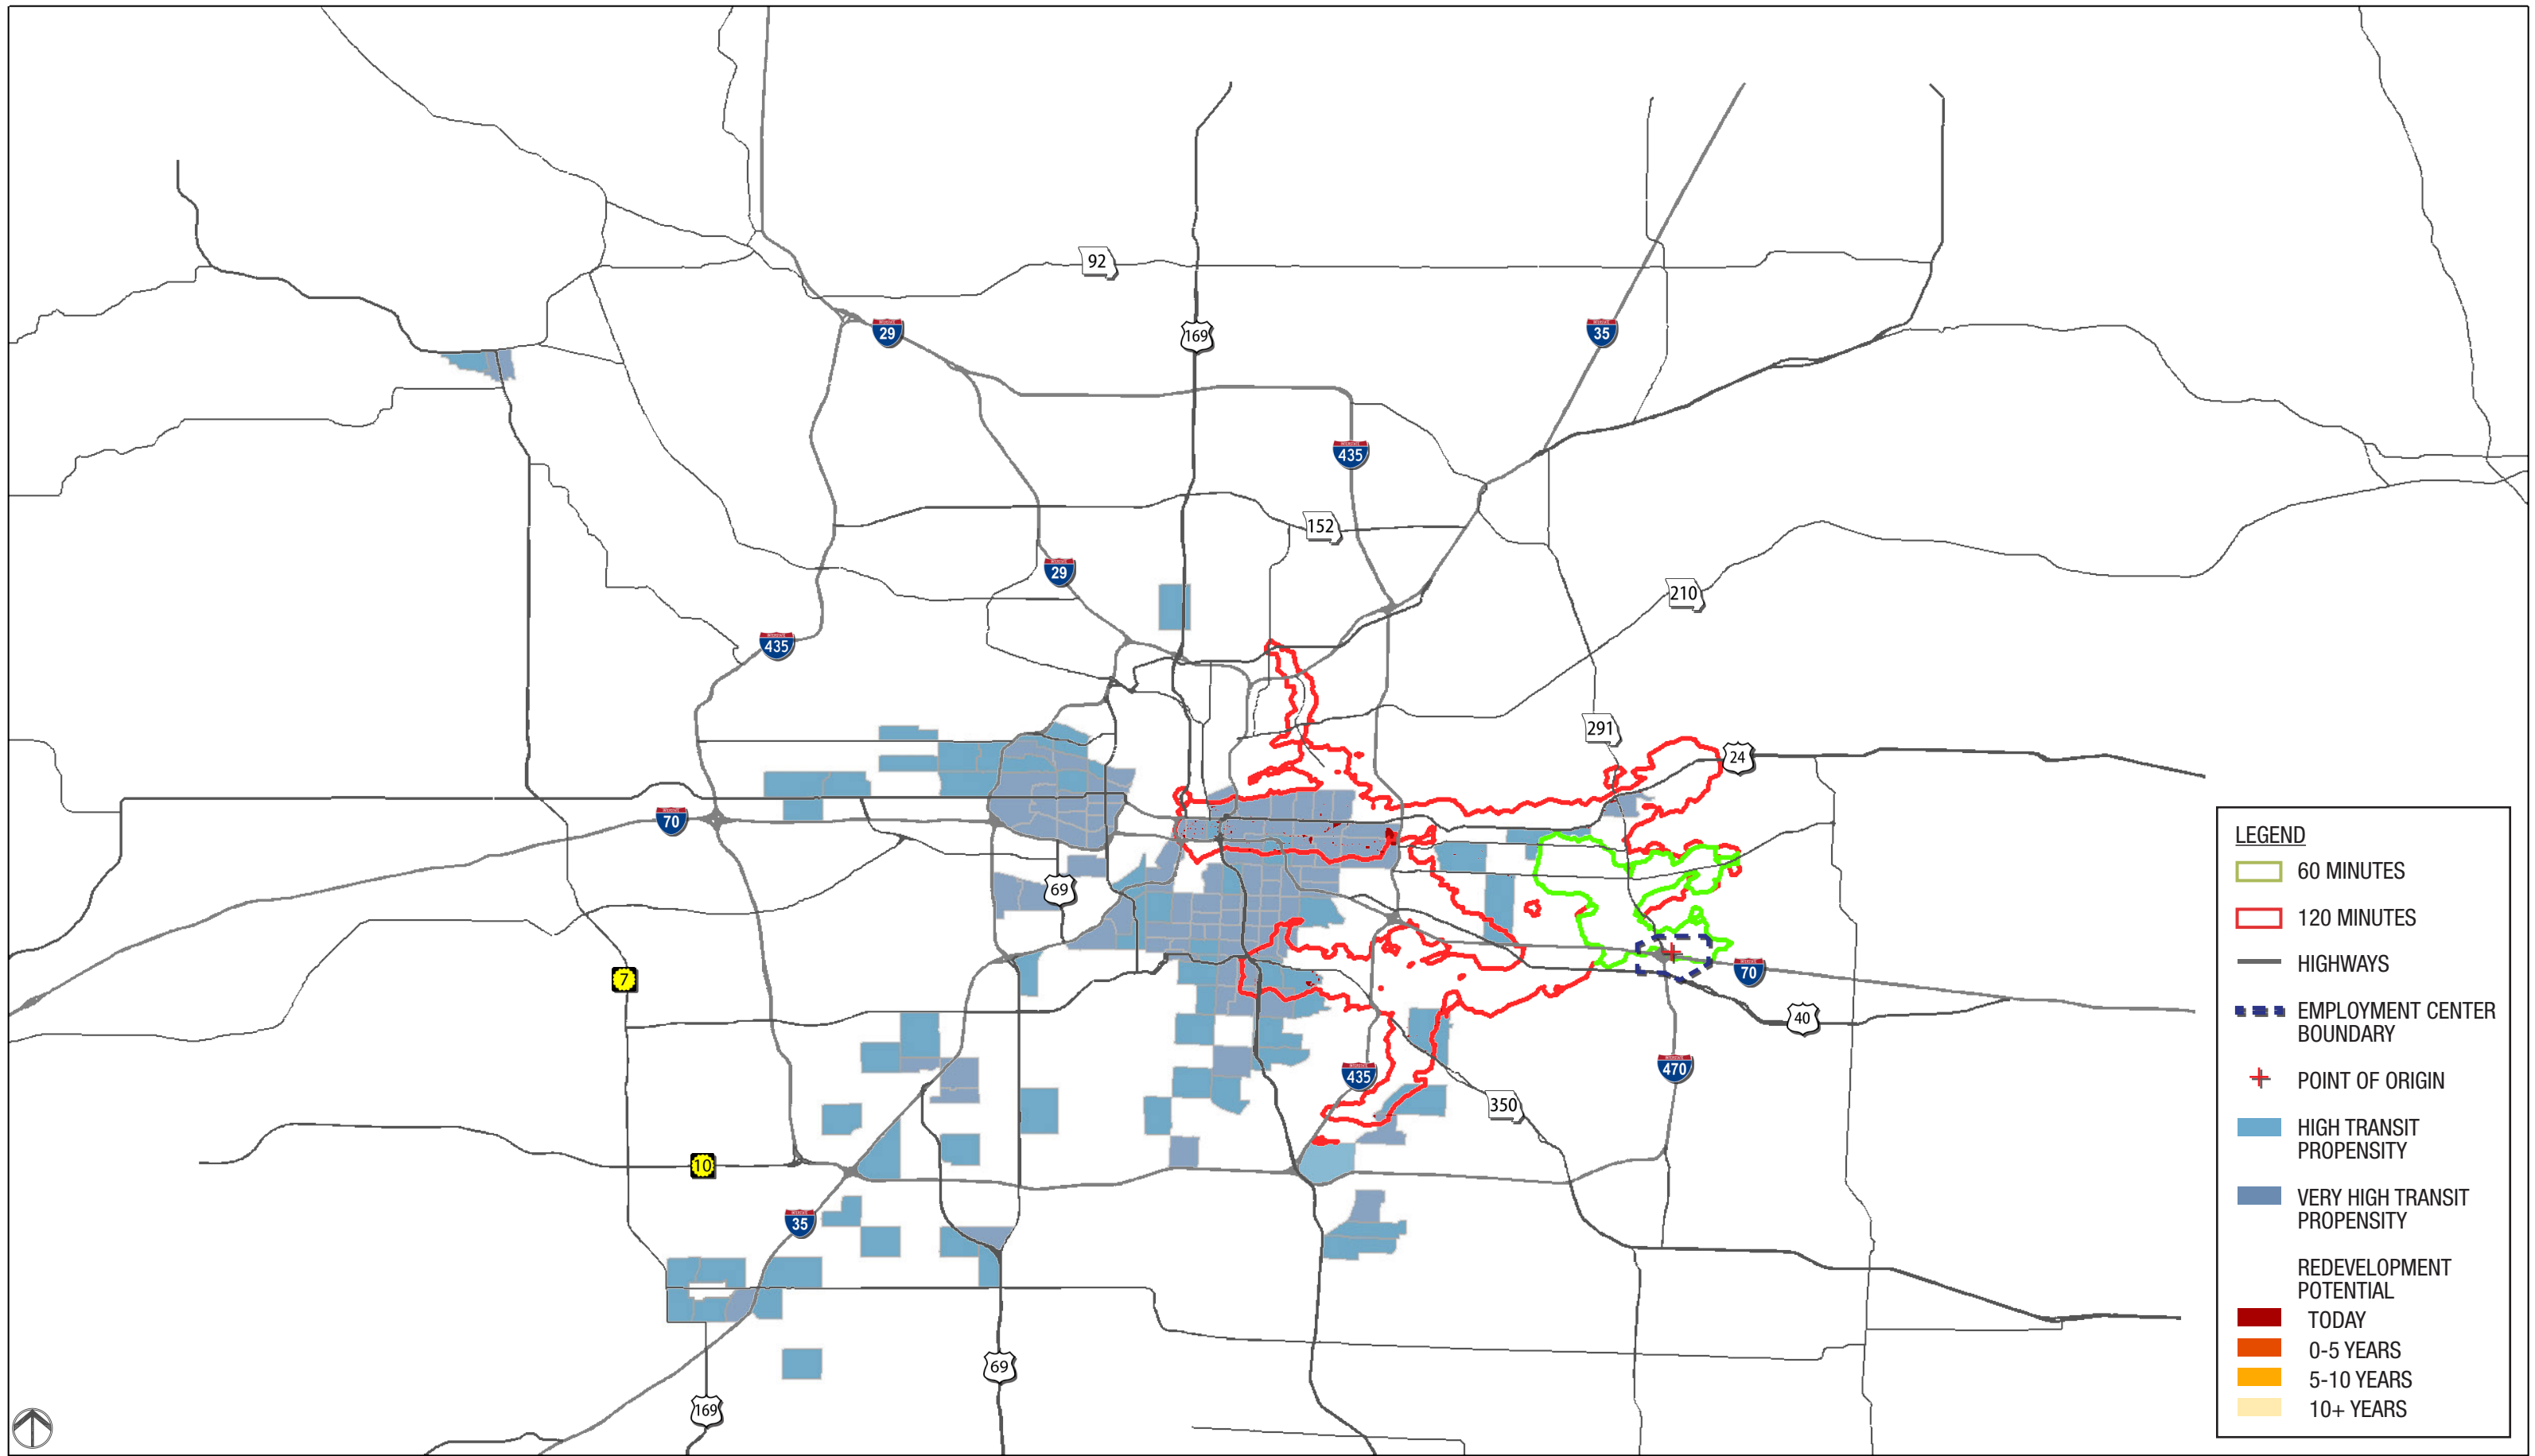 92
29
169
35
435
152
29
210
435
291
24
70
69
7
70
40
435
470
350
10
35
69
169
LEGEND
60 MINUTES
120 MINUTES
HIGHWAYS
EMPLOYMENT CENTER
BOUNDARY
POINT OF ORIGIN
HIGH TRANSIT
PROPENSITY
VERY HIGH TRANSIT
PROPENSITY
REDEVELOPMENT
POTENTIAL
TODAY
0-5 YEARS
5-10 YEARS
10+ YEARS